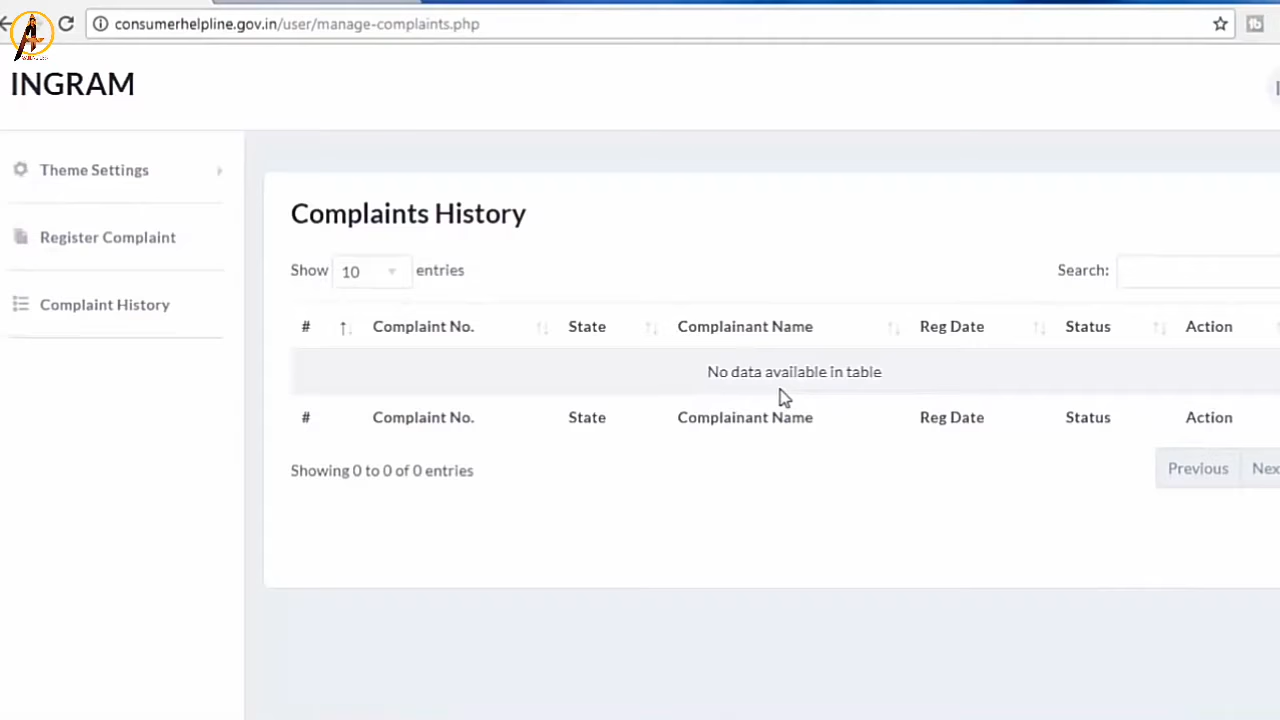 consumerhelpline.gov.in/user/manage-complaints.php
INGRAM
Theme Settings
Register Complaint
Complaint History
Complaints History
Show 10 entries
Search:
# Complaint No. State Complainant Name Reg Date Status Action
No data available in table
# Complaint No. State Complainant Name Reg Date Status Action
Showing 0 to 0 of 0 entries
Previous Nex